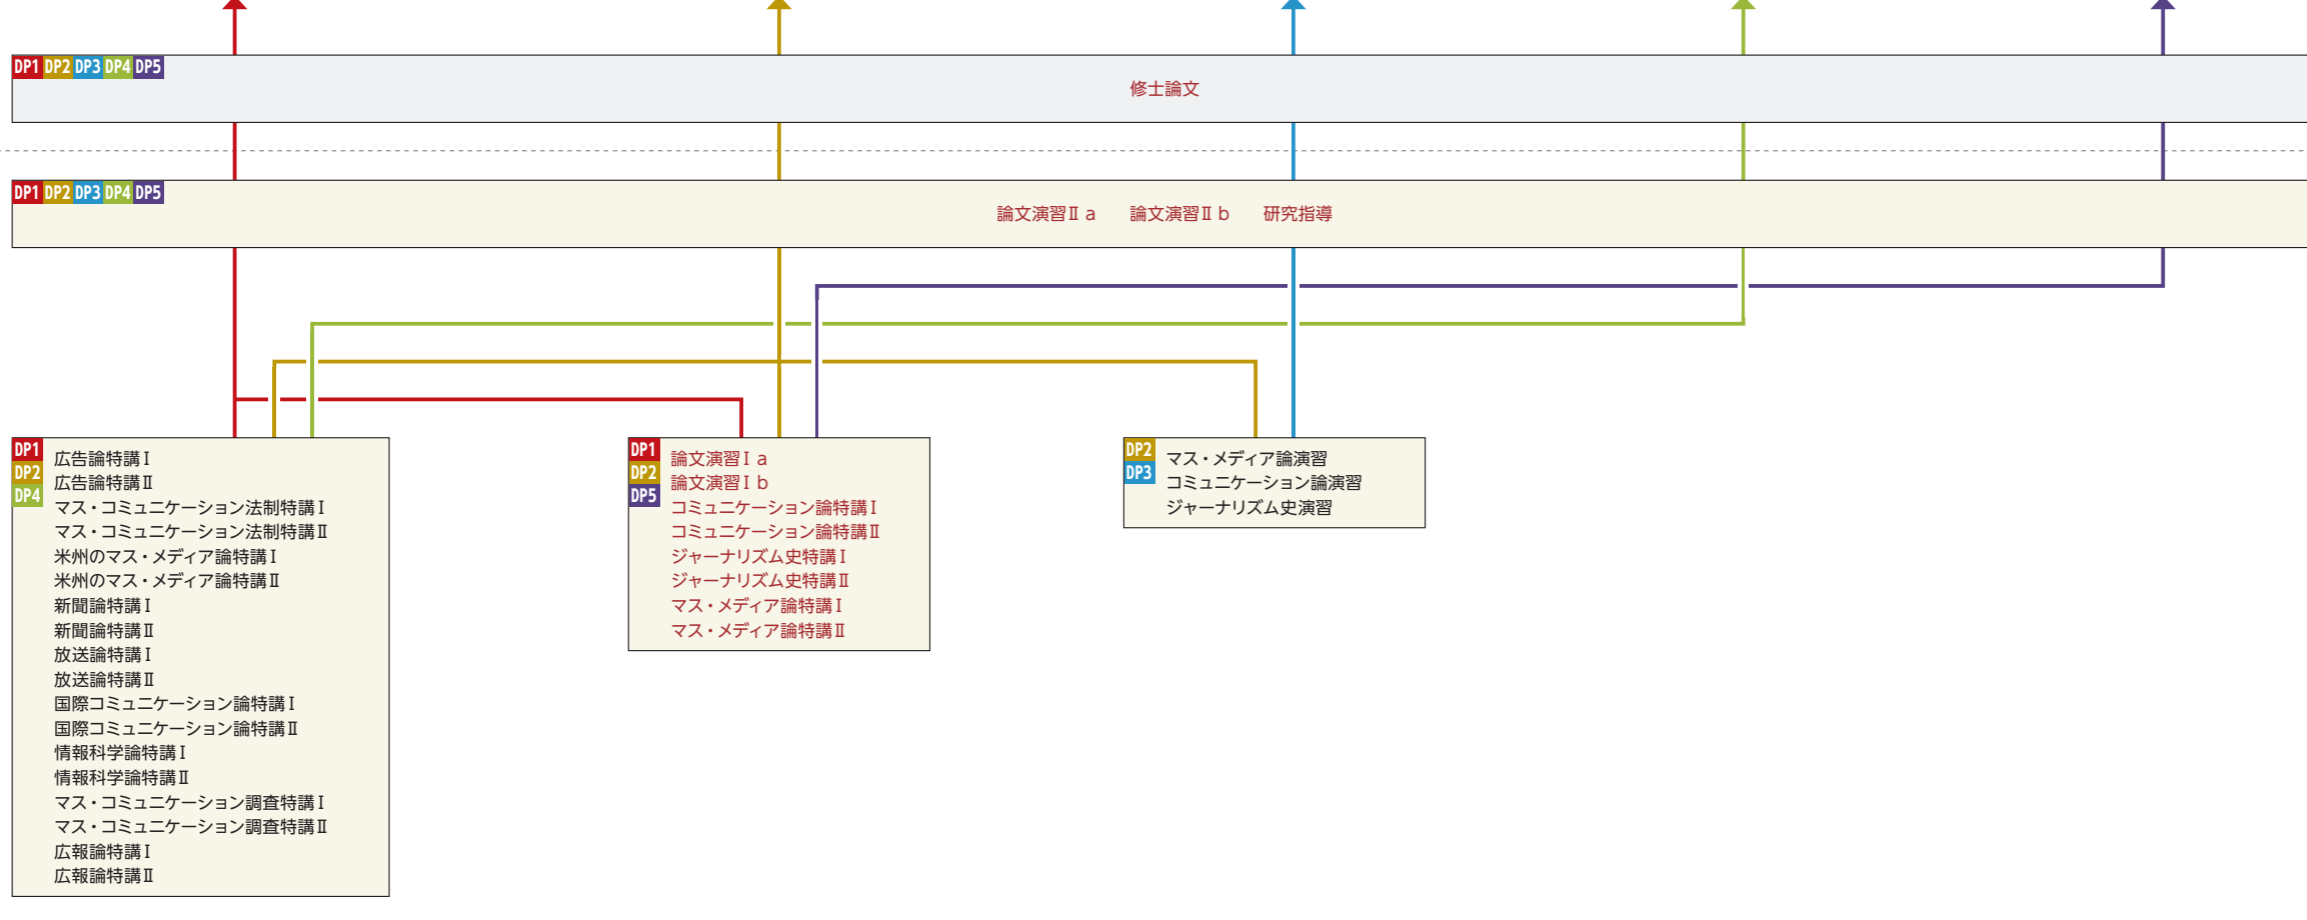 DP1 DP2 DP3 DP4 DP5
修士論文
DP1 DP2 DP3 DP4 DP5
論文演習Ⅱａ　論文演習Ⅱｂ　研究指導
DP1
DP2
DP4
広告論特講Ⅰ
広告論特講Ⅱ
マス・コミュニケーション法制特講Ⅰ
マス・コミュニケーション法制特講Ⅱ
米州のマス・メディア論特講Ⅰ
米州のマス・メディア論特講Ⅱ
新聞論特講Ⅰ
新聞論特講Ⅱ
放送論特講Ⅰ
放送論特講Ⅱ
国際コミュニケーション論特講Ⅰ
国際コミュニケーション論特講Ⅱ
情報科学論特講Ⅰ
情報科学論特講Ⅱ
マス・コミュニケーション調査特講Ⅰ
マス・コミュニケーション調査特講Ⅱ
広報論特講Ⅰ
広報論特講Ⅱ
DP1
DP2
DP5
論文演習Ⅰａ
論文演習Ⅰｂ
コミュニケーション論特講Ⅰ
コミュニケーション論特講Ⅱ
ジャーナリズム史特講Ⅰ
ジャーナリズム史特講Ⅱ
マス・メディア論特講Ⅰ
マス・メディア論特講Ⅱ
DP2
DP3
マス・メディア論演習
コミュニケーション論演習
ジャーナリズム史演習